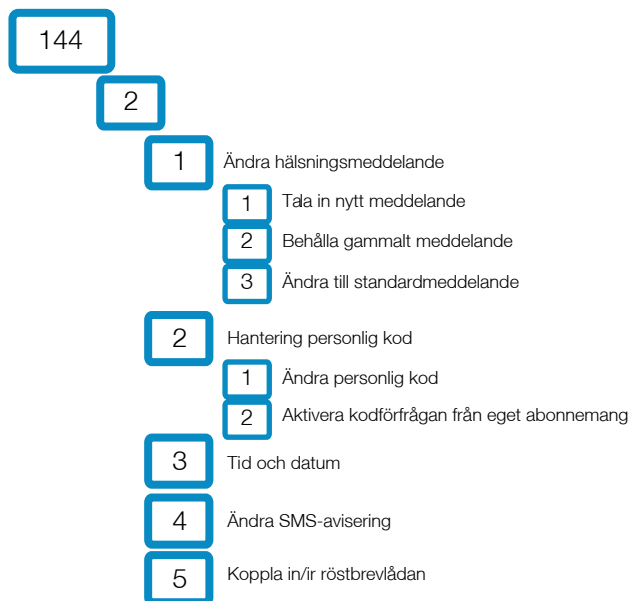 144
2
1 Ändra hälsningsmeddelande
1 Tala in nytt meddelande
2 Behålla gammalt meddelande
3 Ändra till standardmeddelande
2 Hantering personlig kod
1 Ändra personlig kod
2 Aktivera kodförfrågan från eget abonnemang
3 Tid och datum
4 Ändra SMS-avisering
5 Koppla in/ir röstbrevlådan